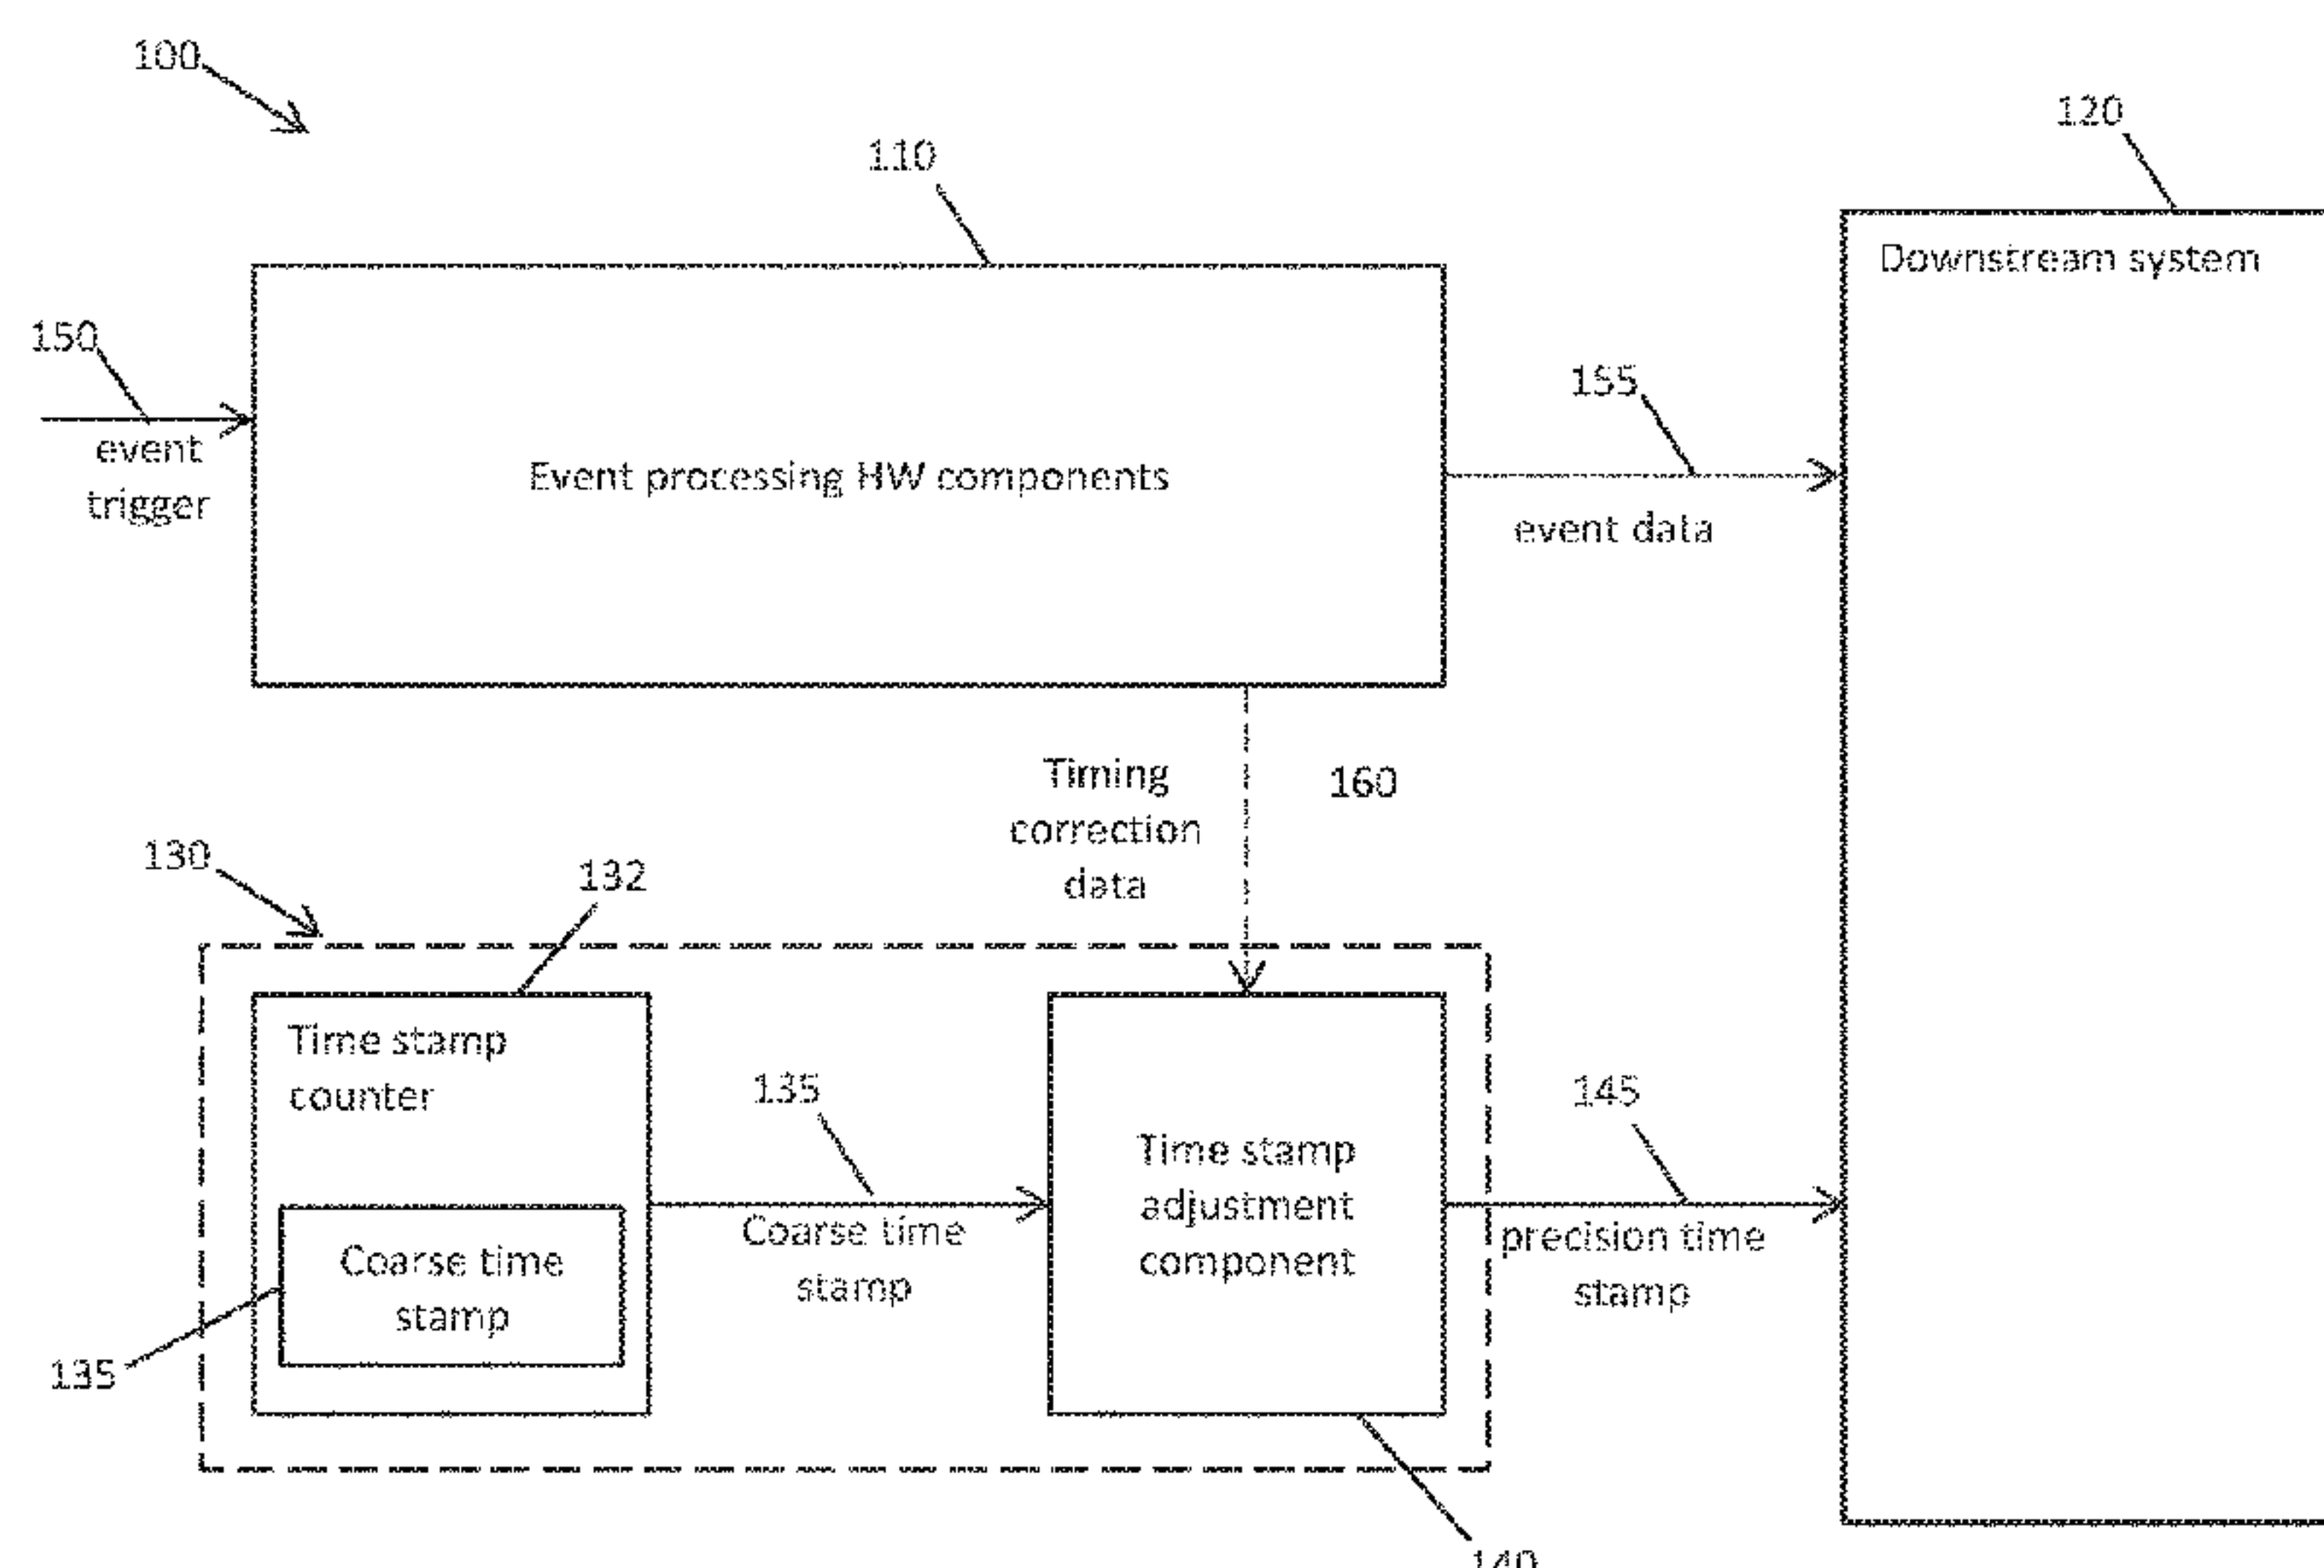 100
120
110
Downstream system
150
155
event
trigger
Event processing HW components
event data
Timing
correction
data
160
130
132
Time stamp
counter
135
145
Time stamp
adjustment
component
Coarse time
stamp
precision time
stamp
Coarse time
stamp
135
140